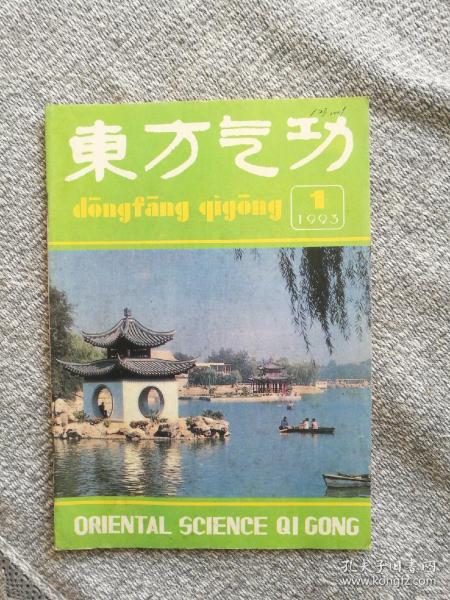 東方气功
dōngfāng qìgōng
1
1993
ORIENTAL SCIENCE QI GONG
孔夫子旧书网
www.kongfz.com